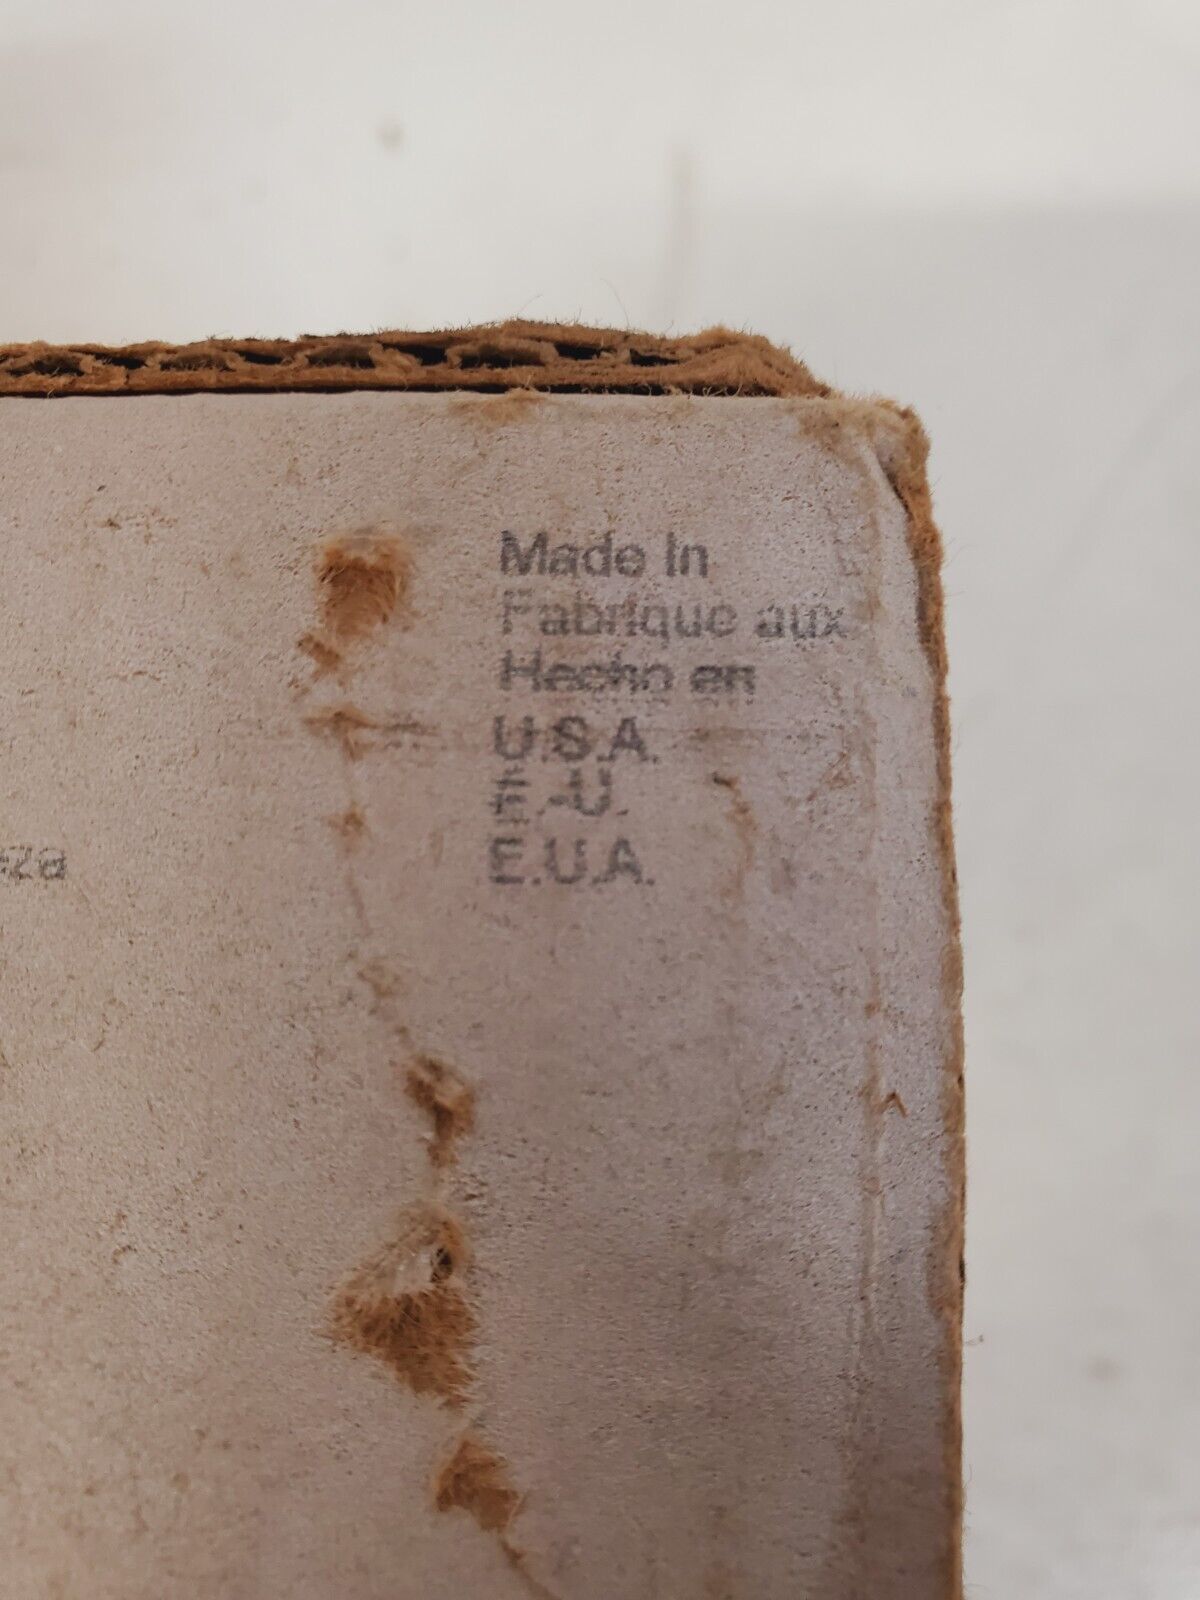 Made In
Fabrique aux
Hecho en
U.S.A.
É.-U.
E.U.A.